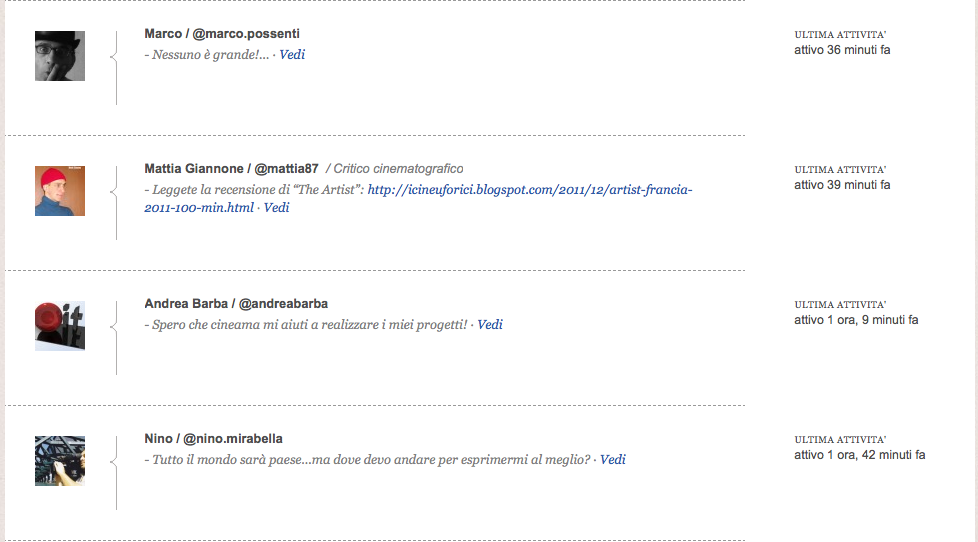 Marco / @marco.possenti
- Nessuno è grande!... · Vedi
ULTIMA ATTIVITA'
attivo 36 minuti fa
Mattia Giannone / @mattia87 / Critico cinematografico
- Leggete la recensione di “The Artist”: http://icineuforici.blogspot.com/2011/12/artist-francia-
2011-100-min.html · Vedi
ULTIMA ATTIVITA'
attivo 39 minuti fa
Andrea Barba / @andreabarba
- Spero che cineama mi aiuti a realizzare i miei progetti! · Vedi
ULTIMA ATTIVITA'
attivo 1 ora, 9 minuti fa
Nino / @nino.mirabella
- Tutto il mondo sarà paese...ma dove devo andare per esprimermi al meglio? · Vedi
ULTIMA ATTIVITA'
attivo 1 ora, 42 minuti fa
it